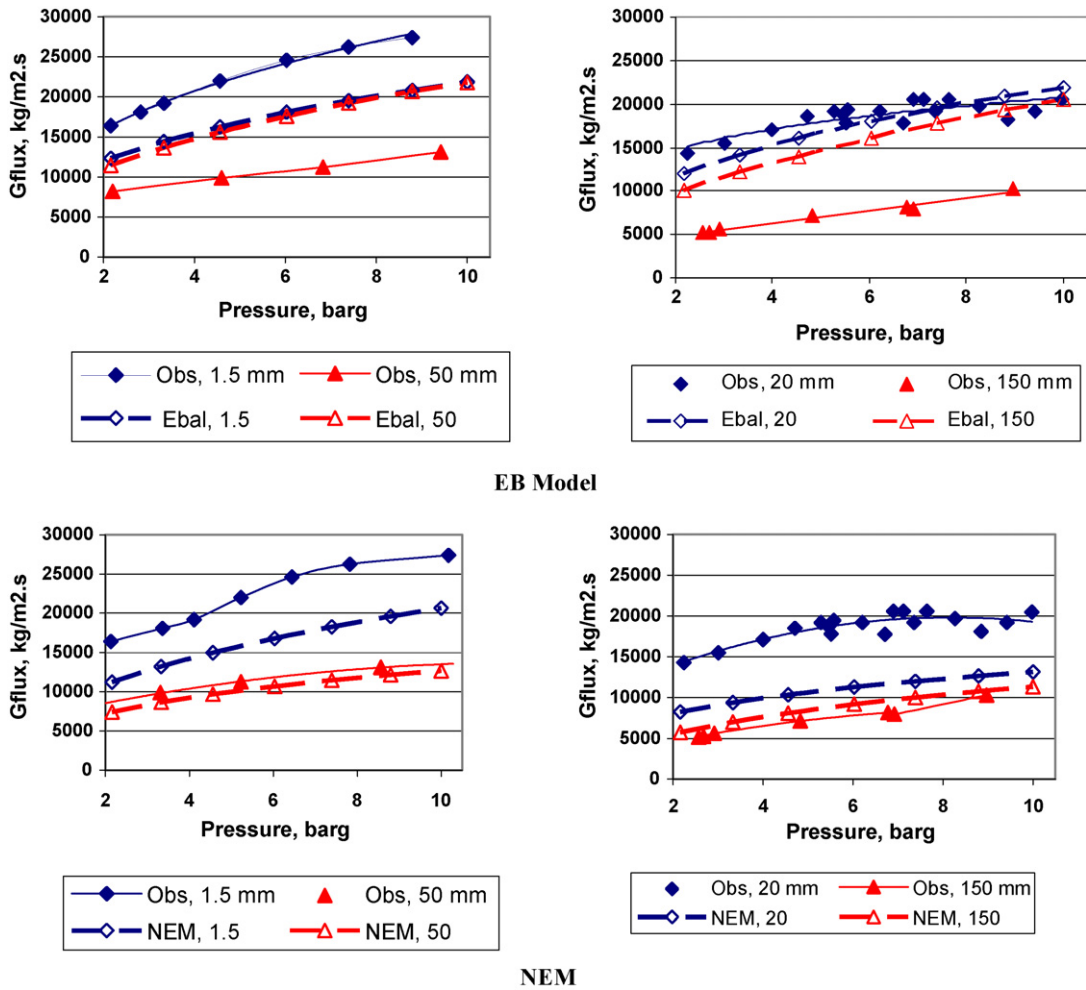 30000
25000
20000
15000
10000
5000
0
Gflux, kg/m2.s
2 4 6 8 10
Pressure, barg
Obs, 1.5 mm Obs, 50 mm
Ebal, 1.5 Ebal, 50
30000
25000
20000
15000
10000
5000
0
Gflux, kg/m2.s
2 4 6 8 10
Pressure, barg
Obs, 20 mm Obs, 150 mm
Ebal, 20 Ebal, 150
EB Model
30000
25000
20000
15000
10000
5000
0
Gflux, kg/m2.s
2 4 6 8 10
Pressure, barg
Obs, 1.5 mm Obs, 50 mm
NEM, 1.5 NEM, 50
30000
25000
20000
15000
10000
5000
0
Gflux, kg/m2.s
2 4 6 8 10
Pressure, barg
Obs, 20 mm Obs, 150 mm
NEM, 20 NEM, 150
NEM